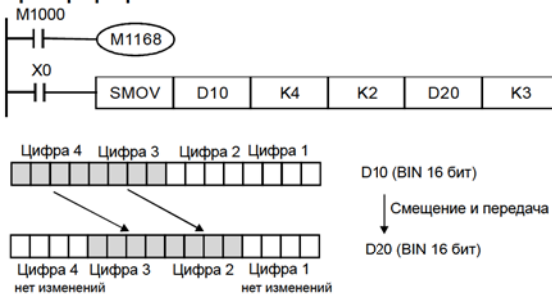 M1000
M1168
X0
SMOV D10 K4 K2 D20 K3
Цифра 4 Цифра 3 Цифра 2 Цифра 1
D10 (BIN 16 бит)
Смещение и передача
D20 (BIN 16 бит)
Цифра 4 Цифра 3 Цифра 2 Цифра 1
нет изменений нет изменений